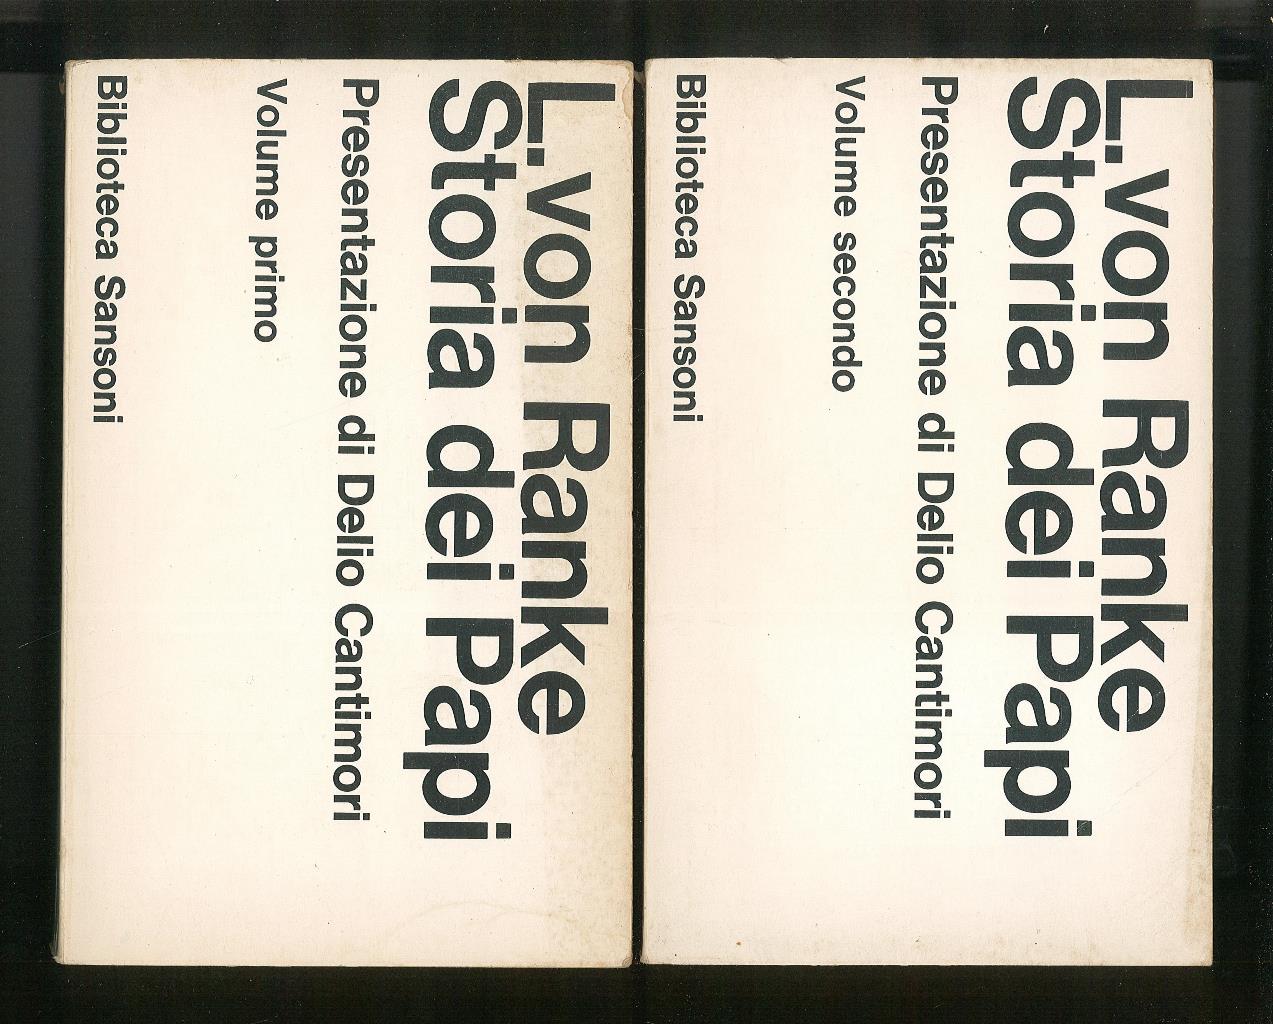 L. von Ranke
Storia dei Papi
Presentazione di Delio Cantimori
Volume primo
Biblioteca Sansoni
L. von Ranke
Storia dei Papi
Presentazione di Delio Cantimori
Volume secondo
Biblioteca Sansoni